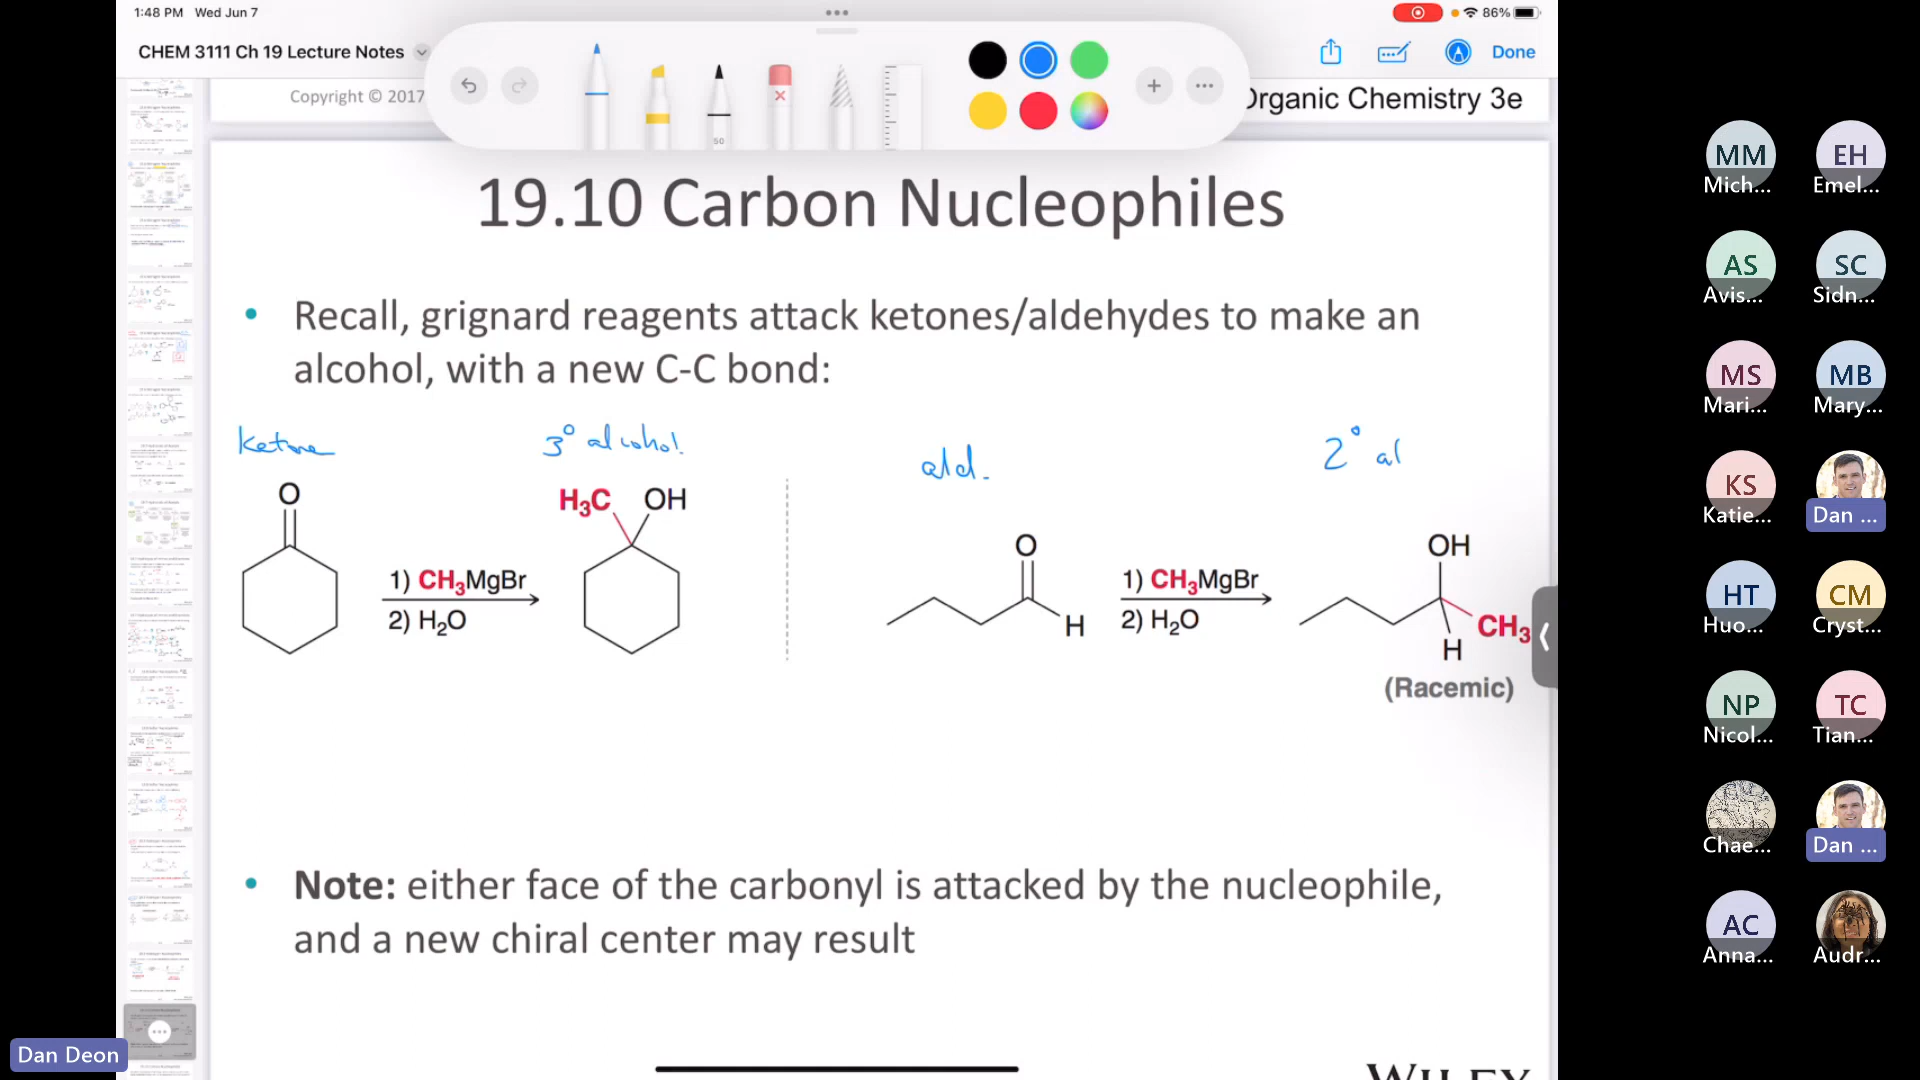 1:48 PM Wed Jun 7
86%
CHEM 3111 Ch 19 Lecture Notes
Done
50
Copyright © 2017
Organic Chemistry 3e
19.10 Carbon Nucleophiles
• Recall, grignard reagents attack ketones/aldehydes to make an
alcohol, with a new C-C bond:
ketone
3° alcohol
ald.
2° al
O
H₃C OH
1) CH₃MgBr
2) H₂O
O
H
1) CH₃MgBr
2) H₂O
OH
CH₃
H
(Racemic)
• Note: either face of the carbonyl is attacked by the nucleophile,
and a new chiral center may result
WILEY
Dan Deon
MM
Mich...
EH
Emel...
AS
Avis...
SC
Sidn...
MS
Mari...
MB
Mary...
KS
Katie...
Dan ...
HT
Huo...
CM
Cryst...
NP
Nicol...
TC
Tian...
Chae...
Dan ...
AC
Anna...
Audr...